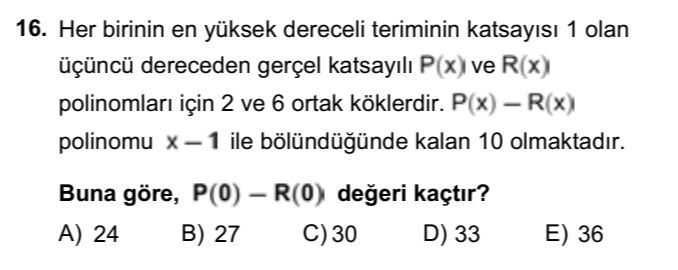 16. Her birinin en yüksek dereceli teriminin katsayısı 1 olan
üçüncü dereceden gerçel katsayılı P(x) ve R(x)
polinomları için 2 ve 6 ortak köklerdir. P(x) – R(x)
polinomu x – 1 ile bölündüğünde kalan 10 olmaktadır.
Buna göre, P(0) – R(0) değeri kaçtır?
A) 24 B) 27 C) 30 D) 33 E) 36